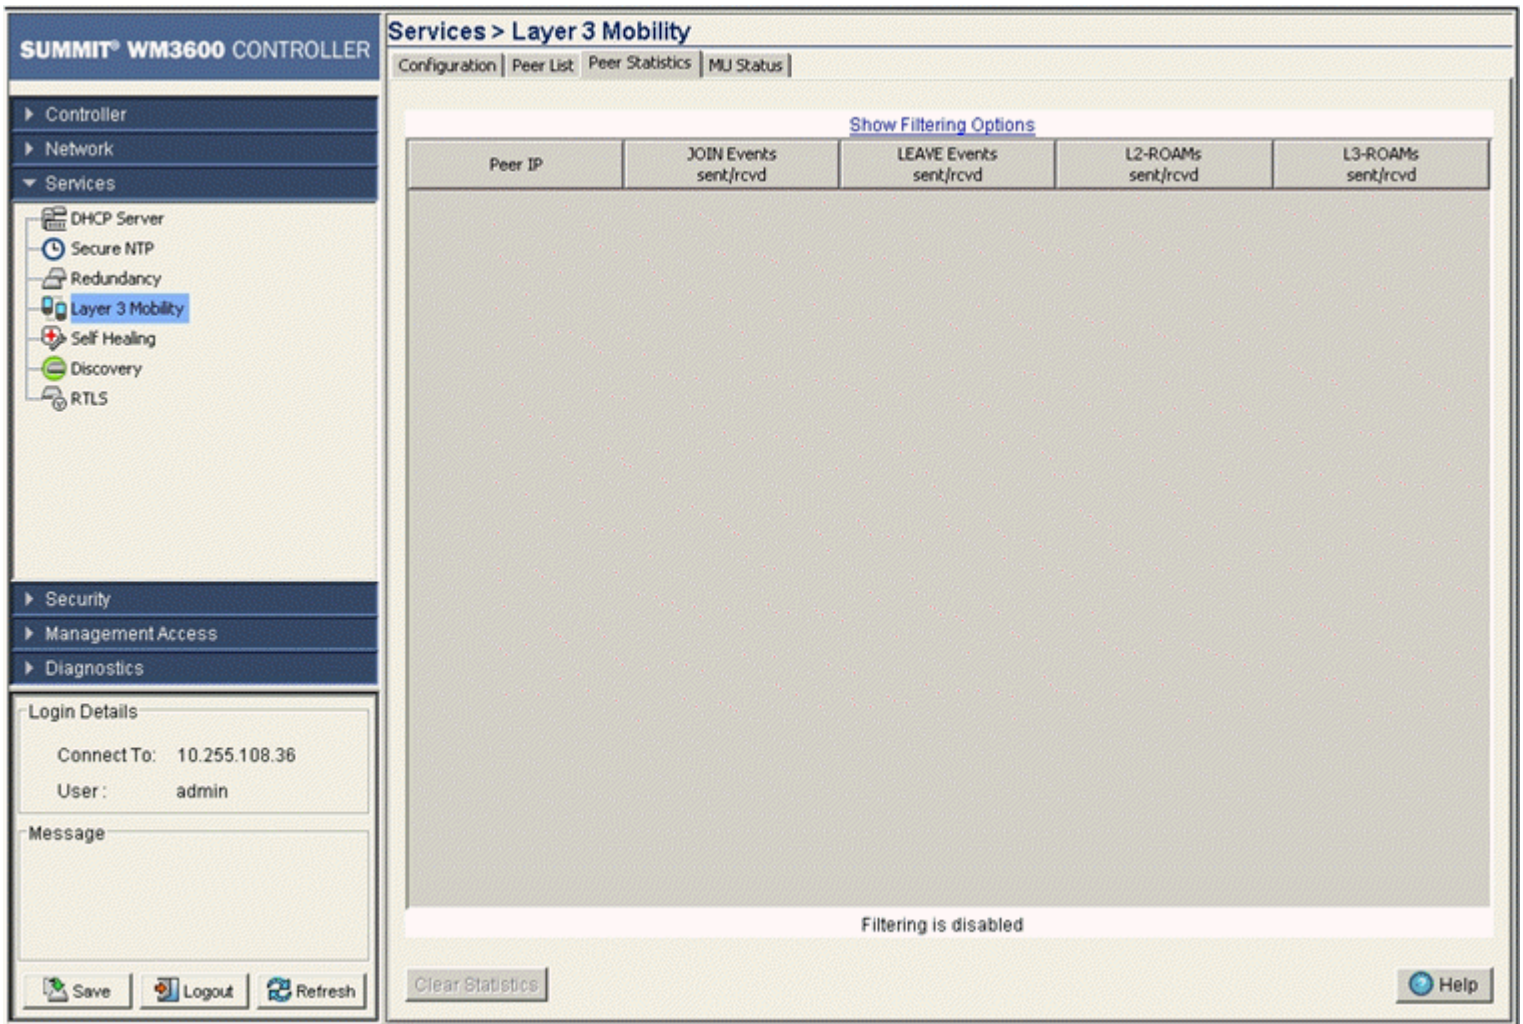 SUMMIT® WM3600 CONTROLLER
Services > Layer 3 Mobility
Configuration Peer List Peer Statistics MU Status
Controller
Network
Services
DHCP Server
Secure NTP
Redundancy
Layer 3 Mobility
Self Healing
Discovery
RTLS
Security
Management Access
Diagnostics
Login Details
Connect To: 10.255.108.36
User : admin
Message
Save Logout Refresh
Show Filtering Options
Peer IP
JOIN Events
sent/rcvd
LEAVE Events
sent/rcvd
L2-ROAMs
sent/rcvd
L3-ROAMs
sent/rcvd
Filtering is disabled
Clear Statistics
Help